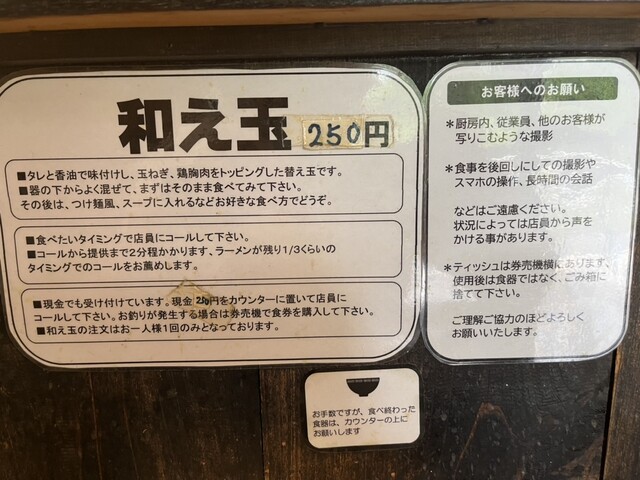 和え玉 250円
■タレと香油で味付けし、玉ねぎ、鶏胸肉をトッピングした替え玉です。
■器の下からよく混ぜて、まずはそのまま食べてみて下さい。
その後は、つけ麺風、スープに入れるなどお好きな食べ方でどうぞ。
■食べたいタイミングで店員にコールして下さい。
■コールから提供まで2分程かかります、ラーメンが残り1/3くらいの
タイミングでのコールをお薦めします。
■現金でも受け付けています。現金250円をカウンターに置いて店員に
コールして下さい。お釣りが発生する場合は券売機で食券を購入して下さい。
■和え玉の注文はお一人様1回のみとなっております。
お客様へのお願い
＊厨房内、従業員、他のお客様が
写りこむような撮影
＊食事を後回しにしての撮影や
スマホの操作、長時間の会話
などはご遠慮ください。
状況によっては店員から声を
かける事があります。
＊ティッシュは券売機横にあります、
使用後は食器ではなく、ごみ箱に
捨てて下さい。
ご理解ご協力のほどよろしく
お願いいたします。
お手数ですが、食べ終わった
食器は、カウンターの上に
お願いします